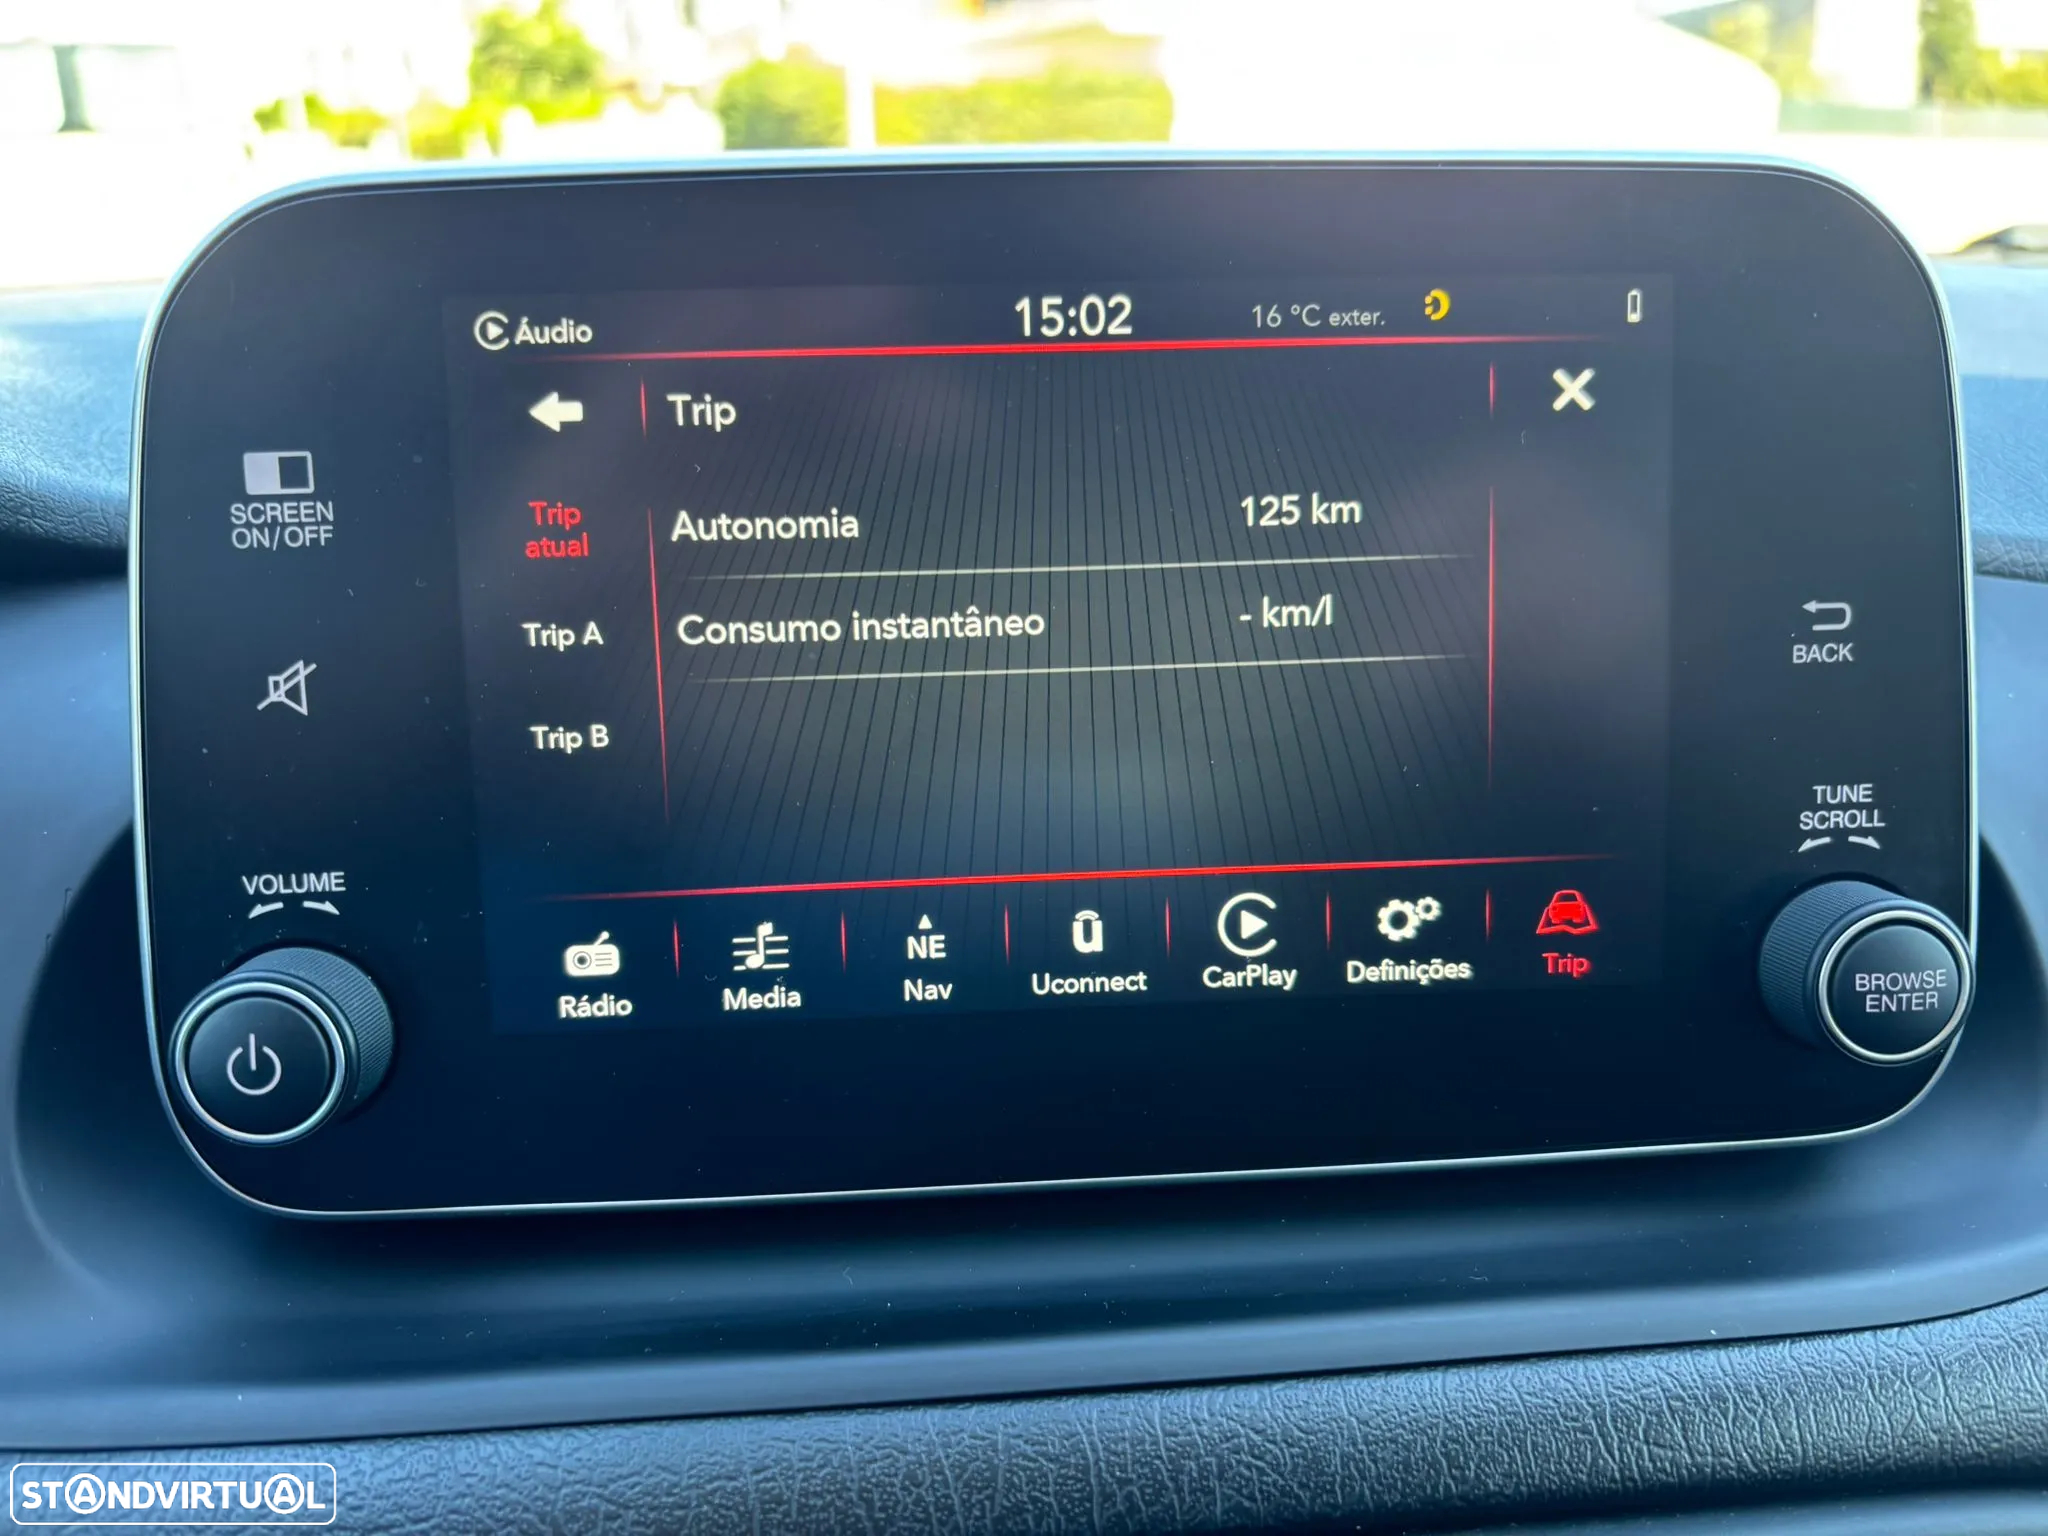 Áudio
15:02
16 °C exter.
Trip
Trip
atual
Trip A
Trip B
Autonomia
125 km
Consumo instantâneo
- km/l
SCREEN
ON/OFF
VOLUME
BACK
TUNE
SCROLL
BROWSE
ENTER
Rádio
Media
NE
Nav
Uconnect
CarPlay
Definições
Trip
STANDVIRTUAL